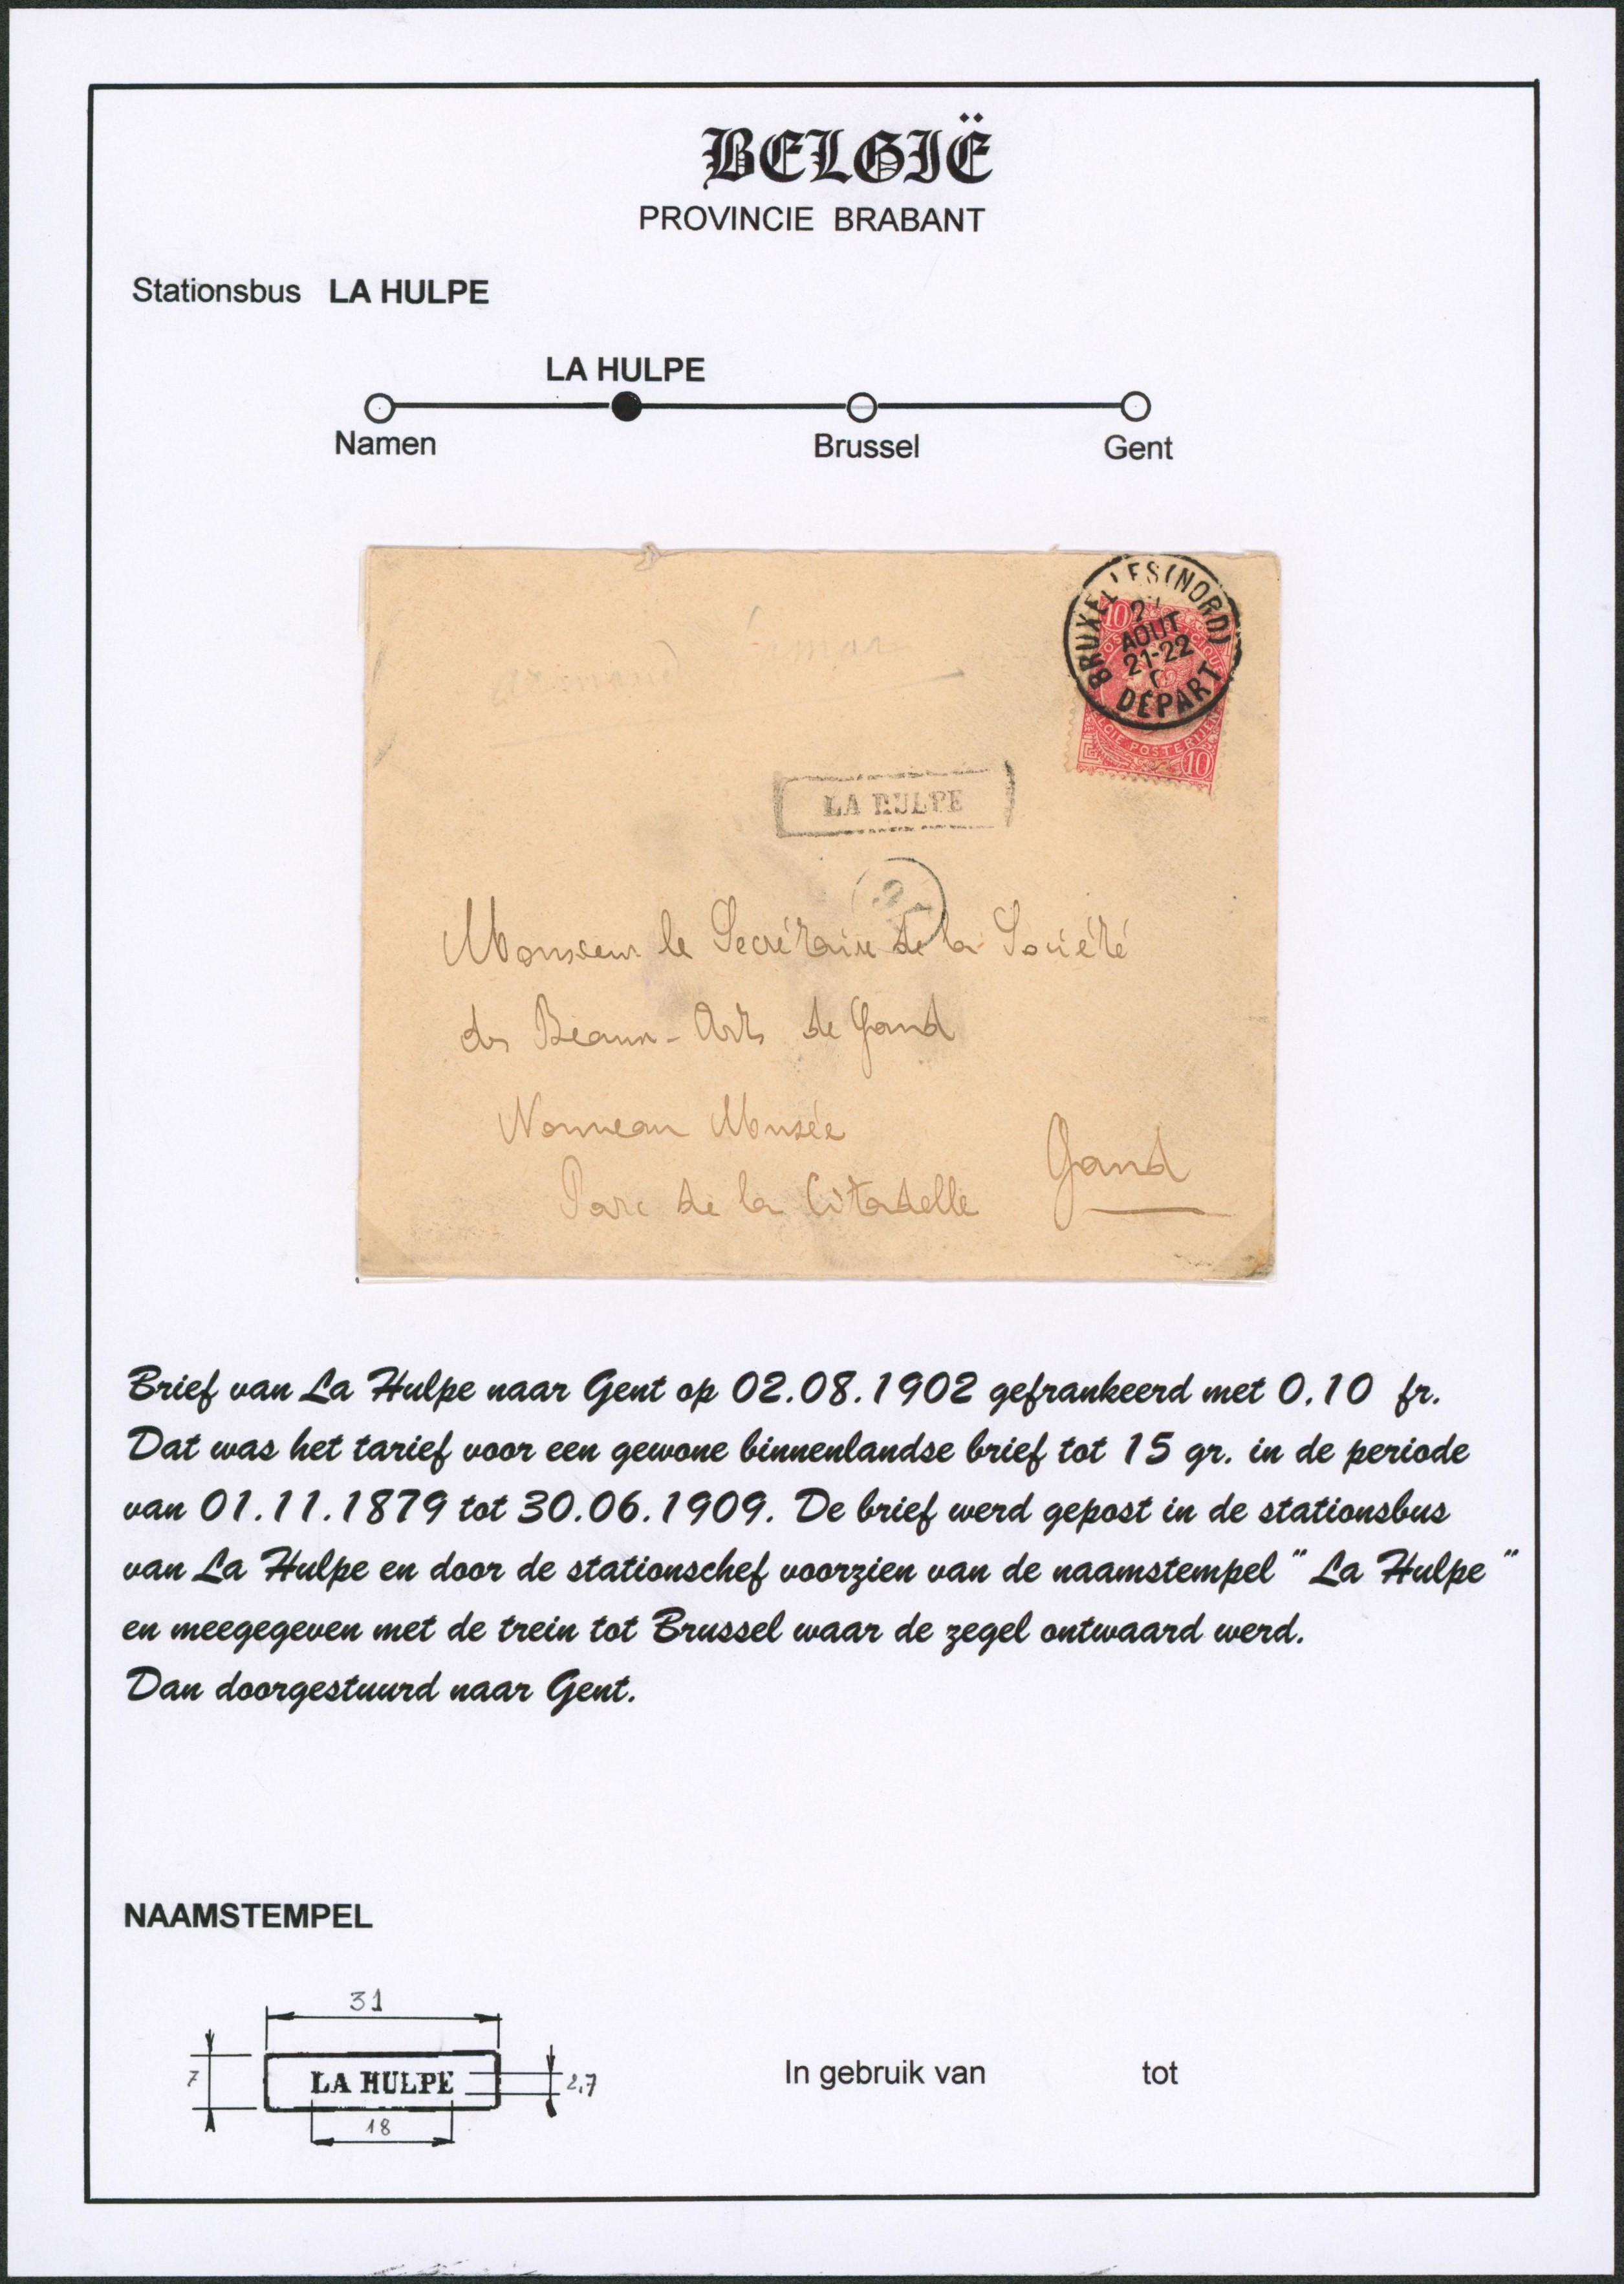 BELGIË
PROVINCIE BRABANT
Stationsbus LA HULPE
LA HULPE
Namen Brussel Gent
BRUXELLES(NORD)
AOUT
21-22
DÉPART
10
POSTERIJEN
10
LA HULPE
Monsieur le Secrétaire de la Société
des Beaux-Arts de Gand
Nouveau Musée
Parc de la Citadelle Gand
Brief van La Hulpe naar Gent op 02.08.1902 gefrankeerd met 0,10 fr.
Dat was het tarief voor een gewone binnenlandse brief tot 15 gr. in de periode
van 01.11.1879 tot 30.06.1909. De brief werd gepost in de stationsbus
van La Hulpe en door de stationschef voorzien van de naamstempel " La Hulpe "
en meegegeven met de trein tot Brussel waar de zegel ontwaard werd.
Dan doorgestuurd naar Gent.
NAAMSTEMPEL
31
7 LA HULPE 2,7
18
In gebruik van tot